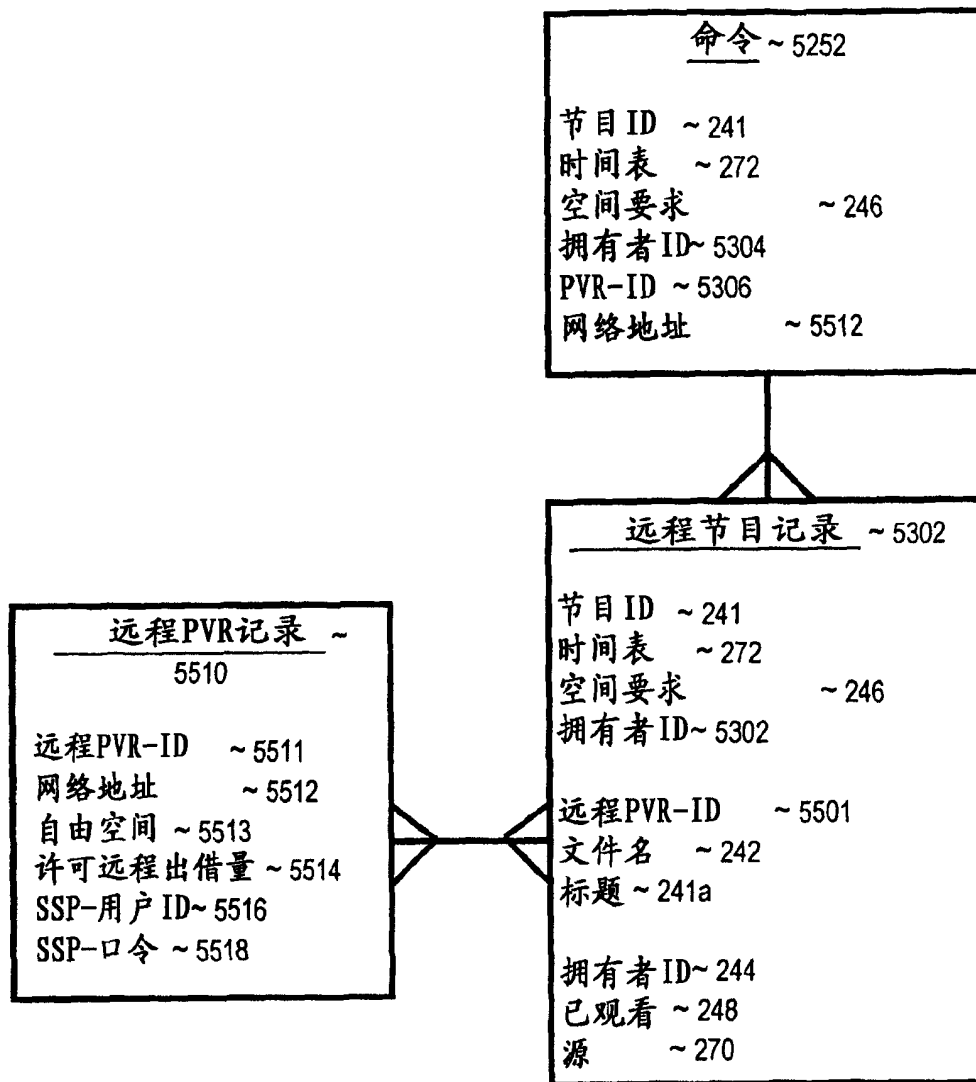 命令 ~ 5252
节目ID ~ 241
时间表 ~ 272
空间要求 ~ 246
拥有者ID~ 5304
PVR-ID ~ 5306
网络地址 ~ 5512
远程节目记录 ~ 5302
节目ID ~ 241
时间表 ~ 272
空间要求 ~ 246
拥有者ID~ 5302
远程PVR-ID ~ 5501
文件名 ~ 242
标题 ~ 241a
拥有者ID~ 244
已观看 ~ 248
源 ~ 270
远程PVR记录 ~
5510
远程PVR-ID ~ 5511
网络地址 ~ 5512
自由空间 ~ 5513
许可远程出借量 ~ 5514
SSP-用户ID~ 5516
SSP-口令 ~ 5518